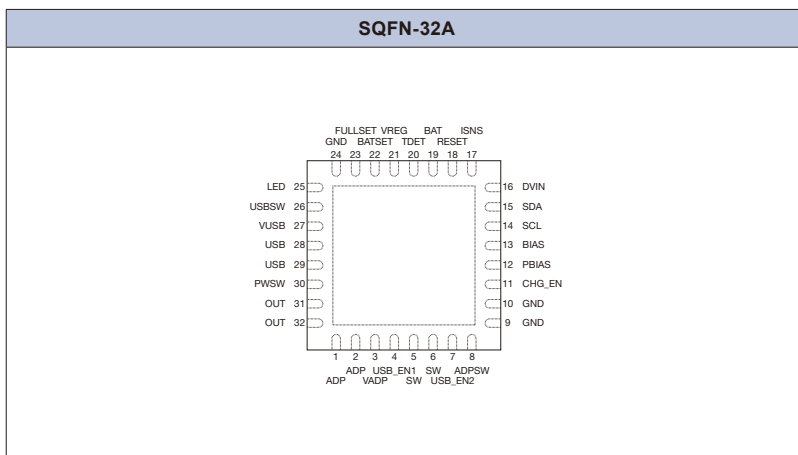 SQFN-32A
FULLSET VREG BAT ISNS
GND BATSET TDET RESET
24 23 22 21 20 19 18 17
LED 25 16 DVIN
USBSW 26 15 SDA
VUSB 27 14 SCL
USB 28 13 BIAS
USB 29 12 PBIAS
PWSW 30 11 CHG_EN
OUT 31 10 GND
OUT 32 9 GND
1 2 3 4 5 6 7 8
ADP USB_EN1 SW ADPSW
ADP VADP SW USB_EN2